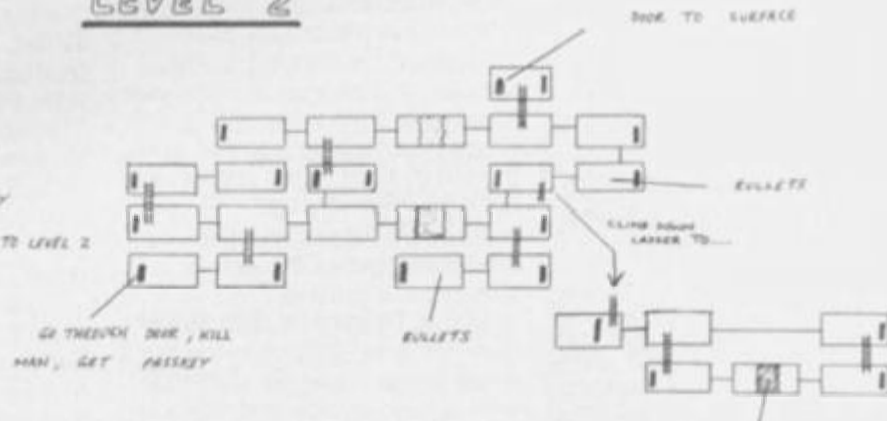 LEVEL 2
DOOR TO SURFACE
BULLETS
TO LEVEL 2
CLIMB DOWN
LADDER TO....
GO THROUGH DOOR, KILL
MAN, GET PASSKEY
BULLETS